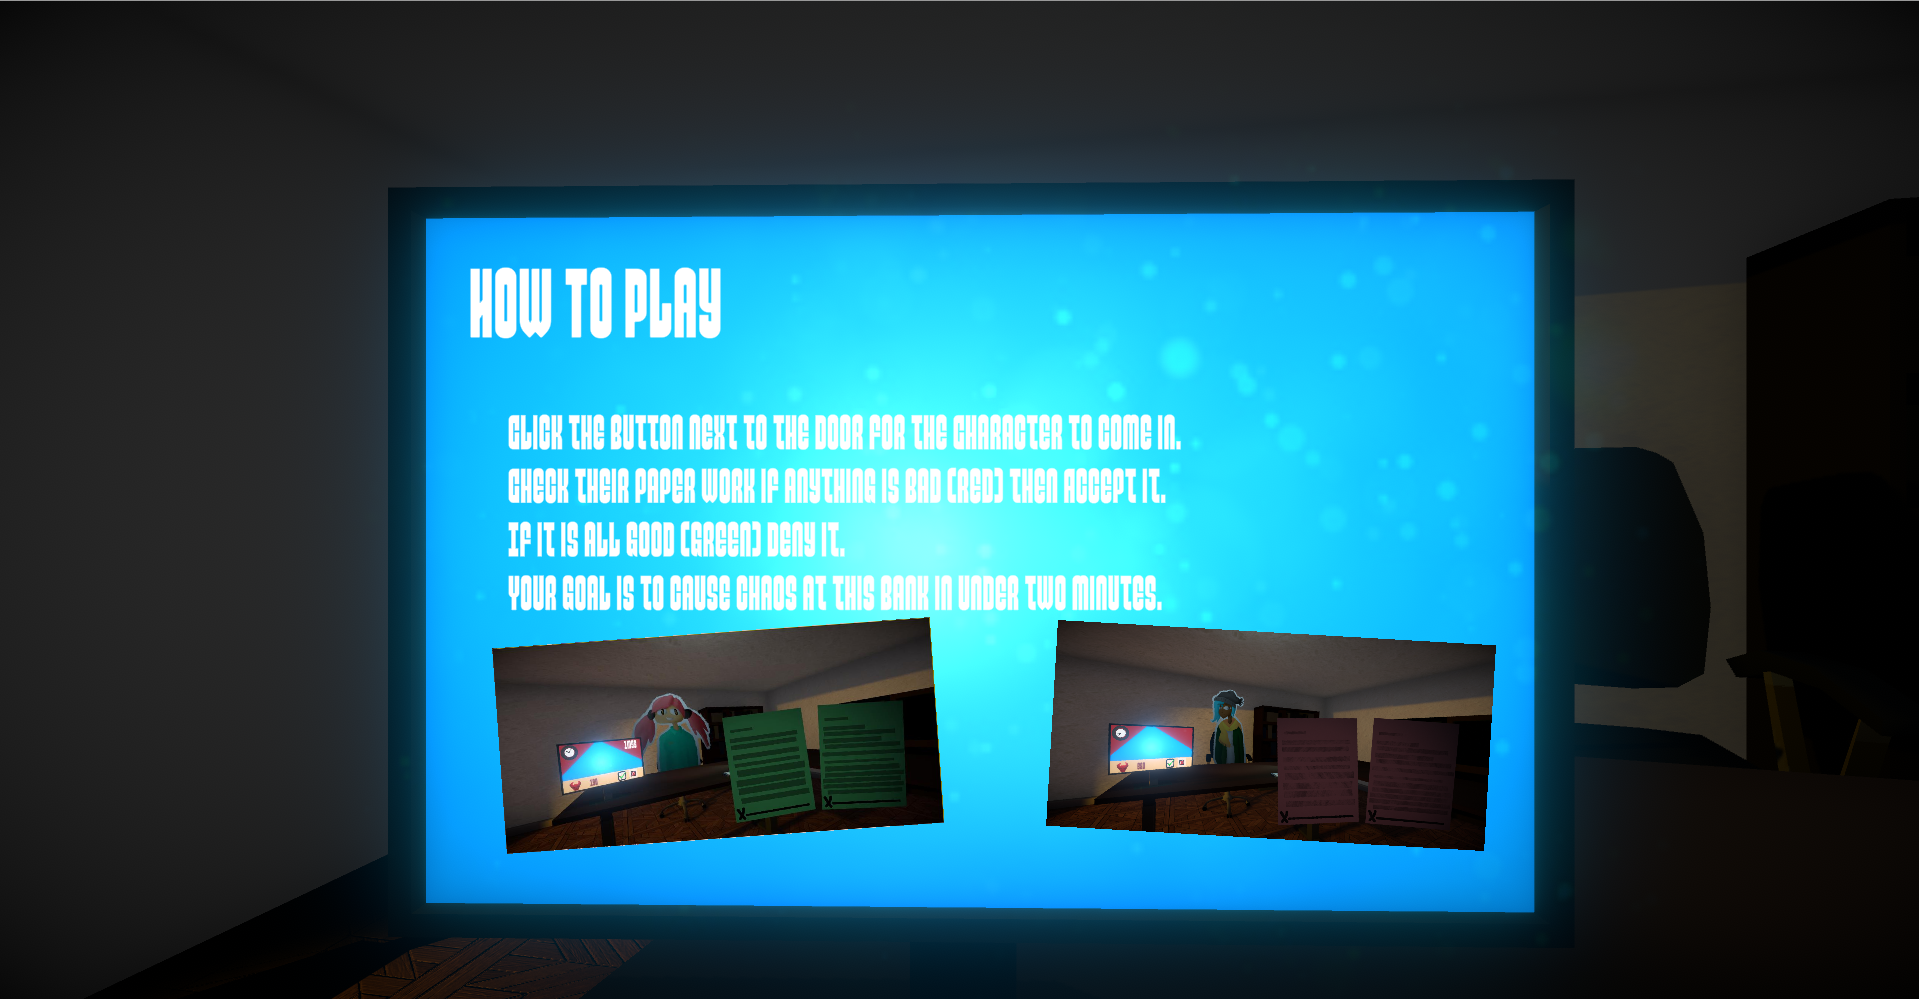 HOW TO PLAY
CLICK THE BUTTON NEXT TO THE DOOR FOR THE CHARACTER TO COME IN.
CHECK THEIR PAPER WORK IF ANYTHING IS BAD (RED) THEN ACCEPT IT.
IF IT IS ALL GOOD (GREEN) DENY IT.
YOUR GOAL IS TO CAUSE CHAOS AT THIS BANK IN UNDER TWO MINUTES.
X
X
X
X